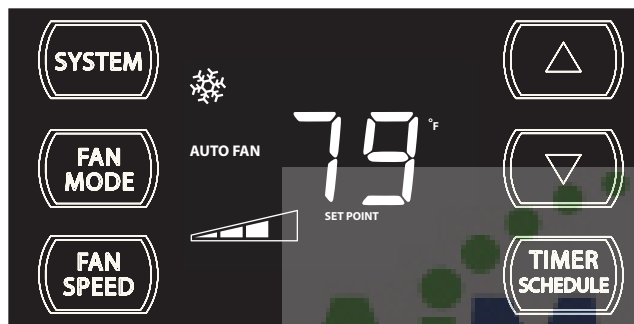 SYSTEM
FAN
MODE
FAN
SPEED
AUTO FAN
79
°F
SET POINT
TIMER
SCHEDULE